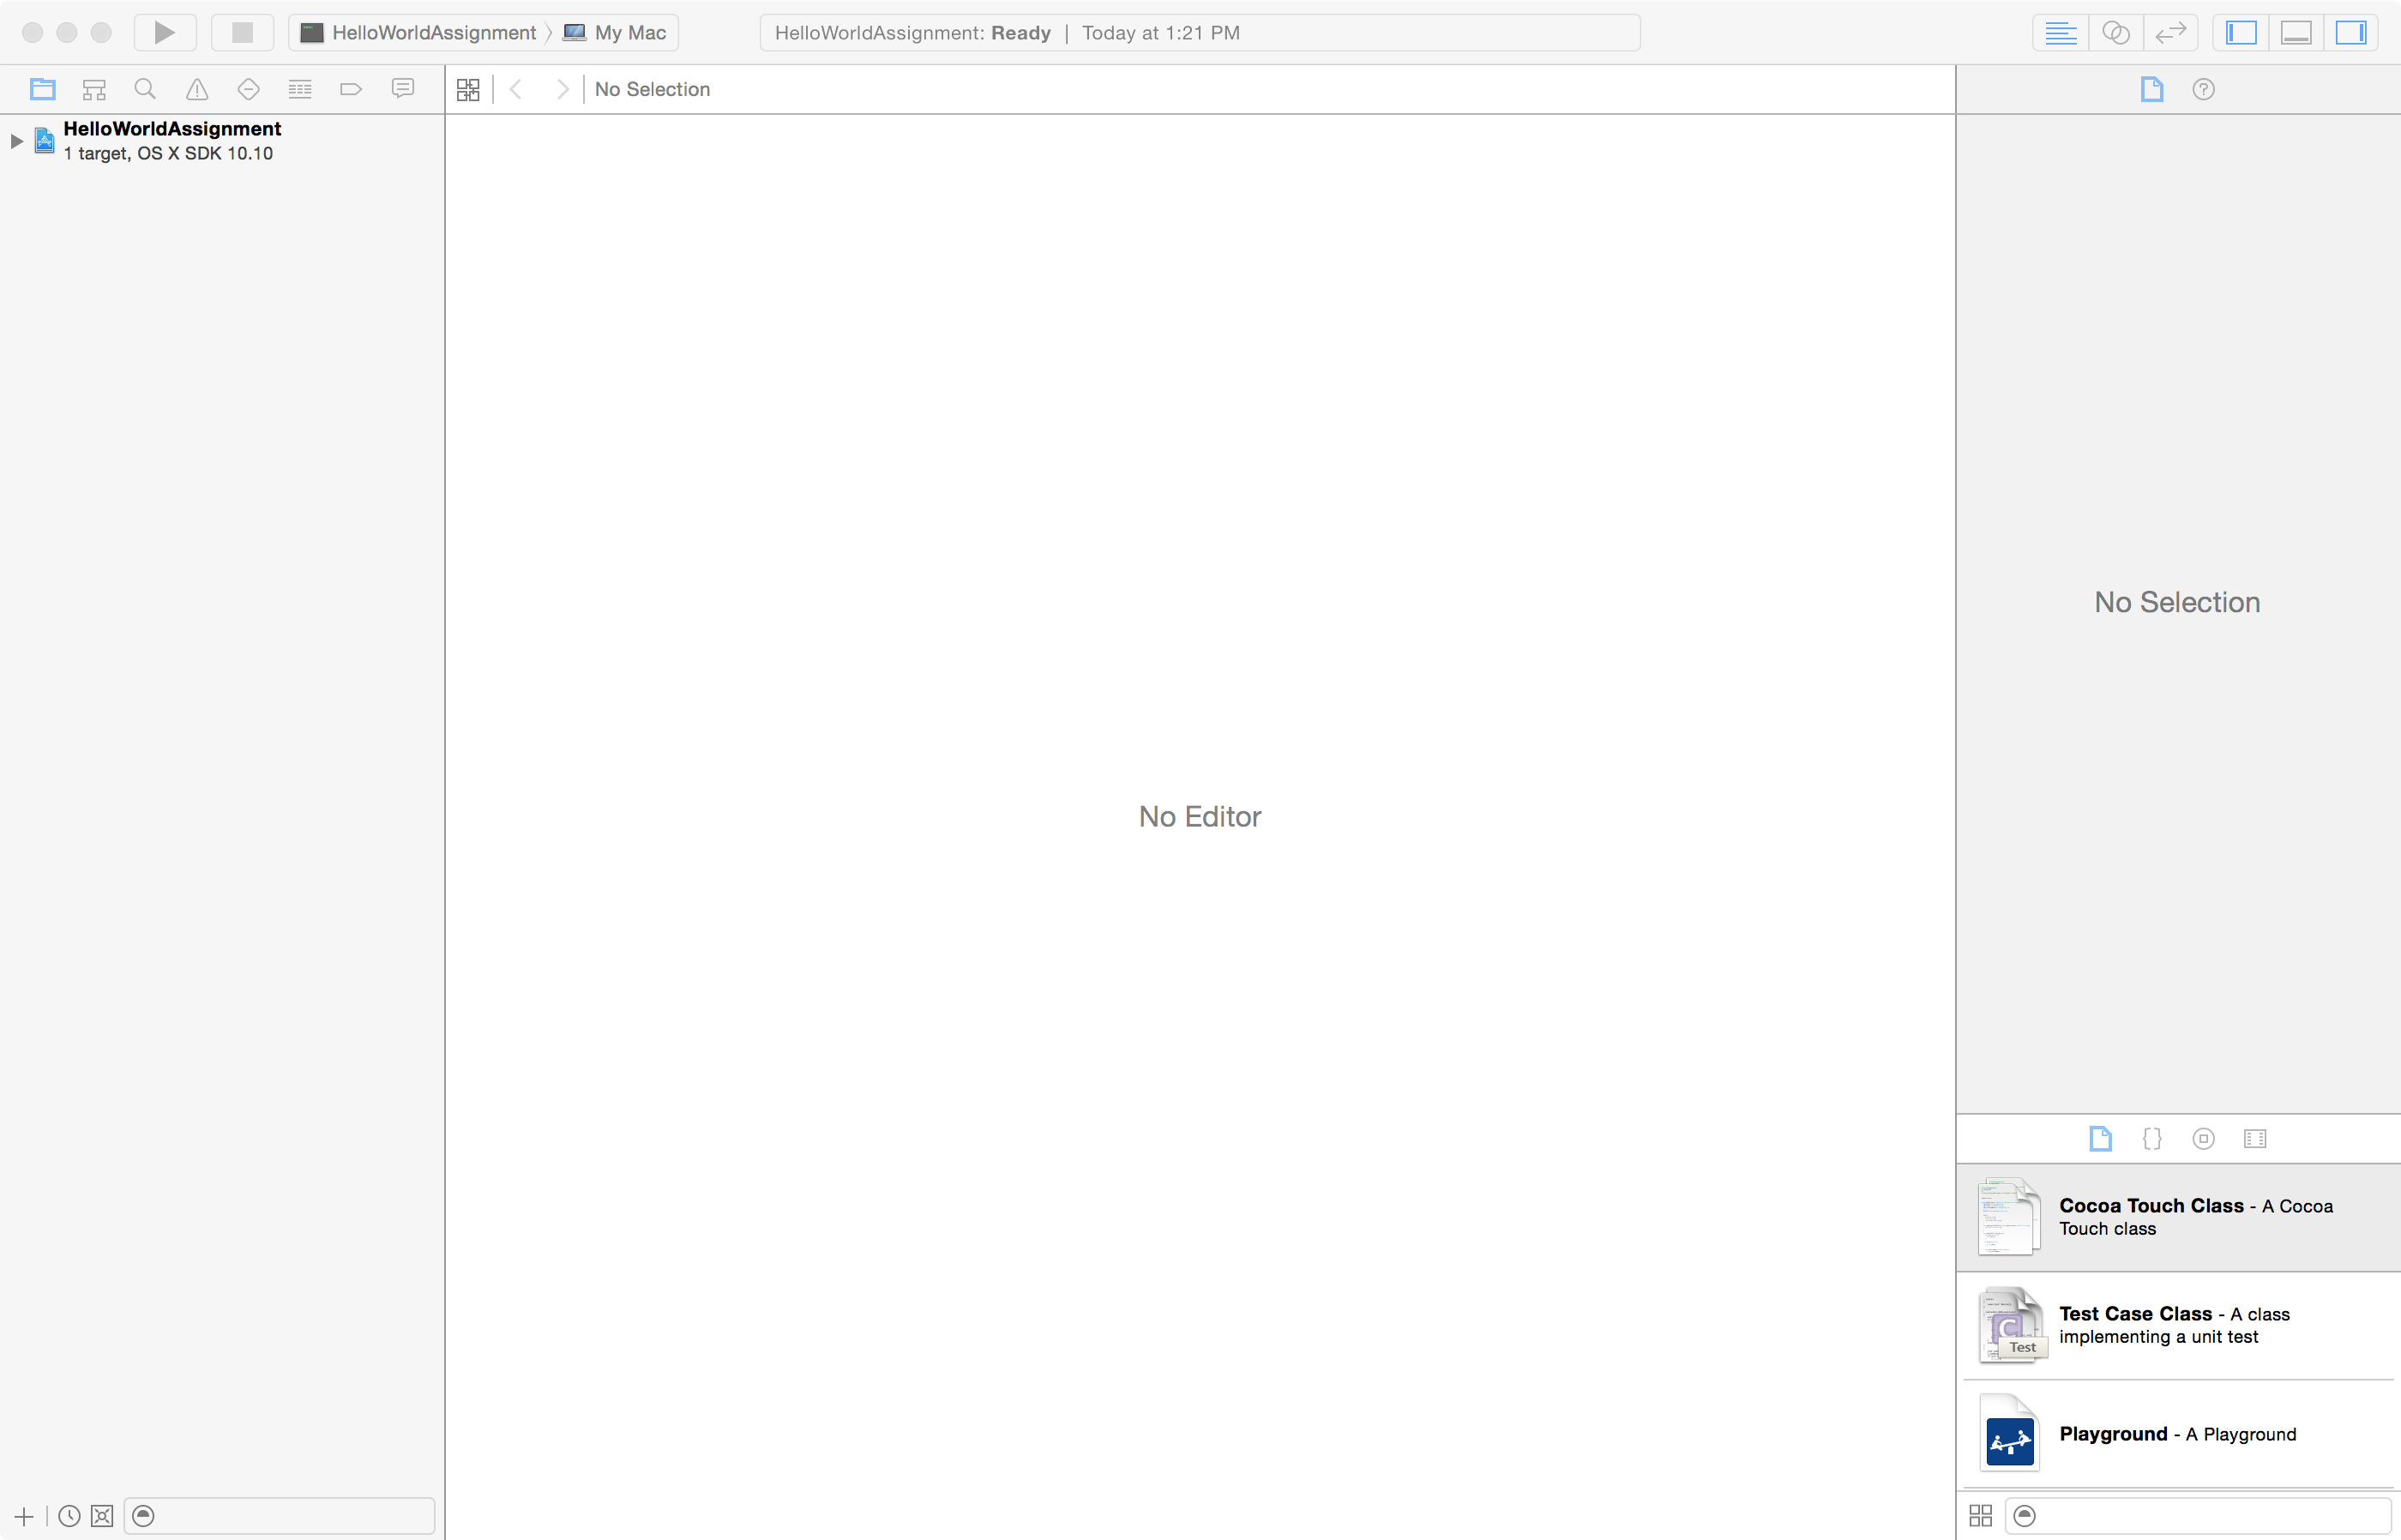 HelloWorldAssignment My Mac
HelloWorldAssignment: Ready | Today at 1:21 PM
No Selection
HelloWorldAssignment
1 target, OS X SDK 10.10
No Editor
No Selection
Cocoa Touch Class - A Cocoa
Touch class
Test Case Class - A class
implementing a unit test
C
Test
Playground - A Playground